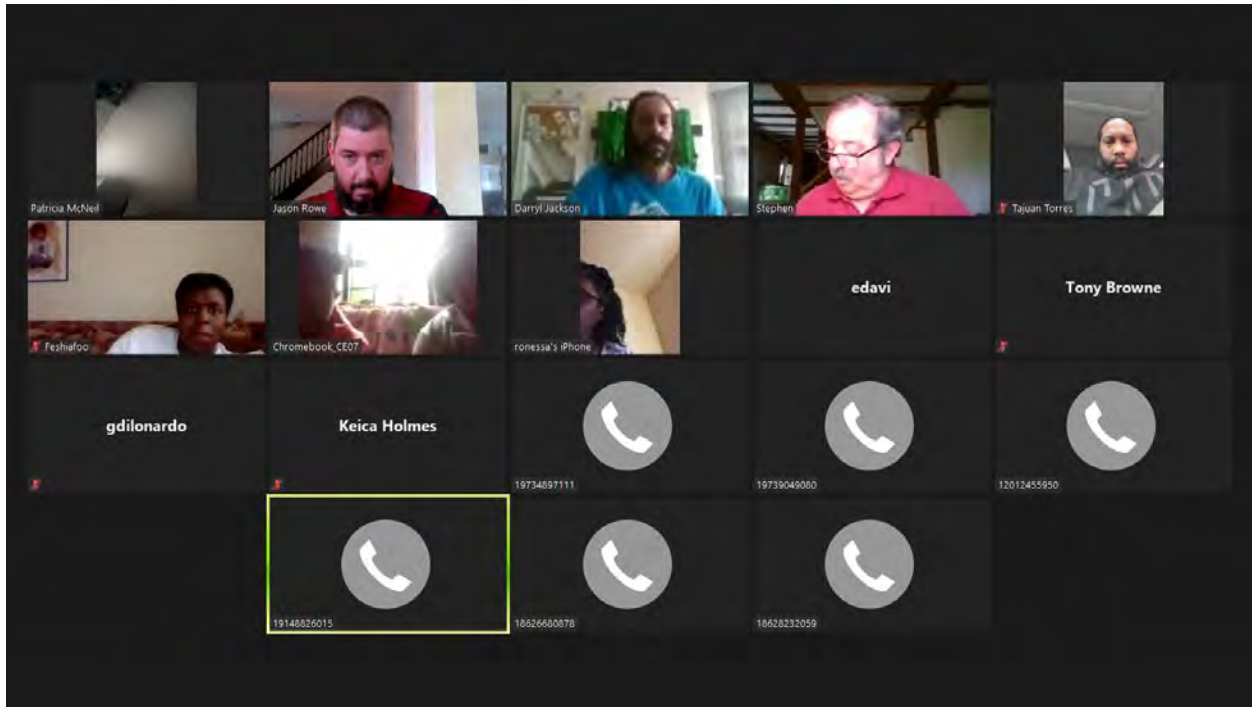 Patricia McNeil
Jason Rowe
Darryl Jackson
Stephen
Tajuan Torres
Feshiafoo
Chromebook_CE07
ronessa's iPhone
edavi
Tony Browne
gdilonardo
Keica Holmes
19734897111
19739049080
12012455950
19148826015
18626680878
18628232059